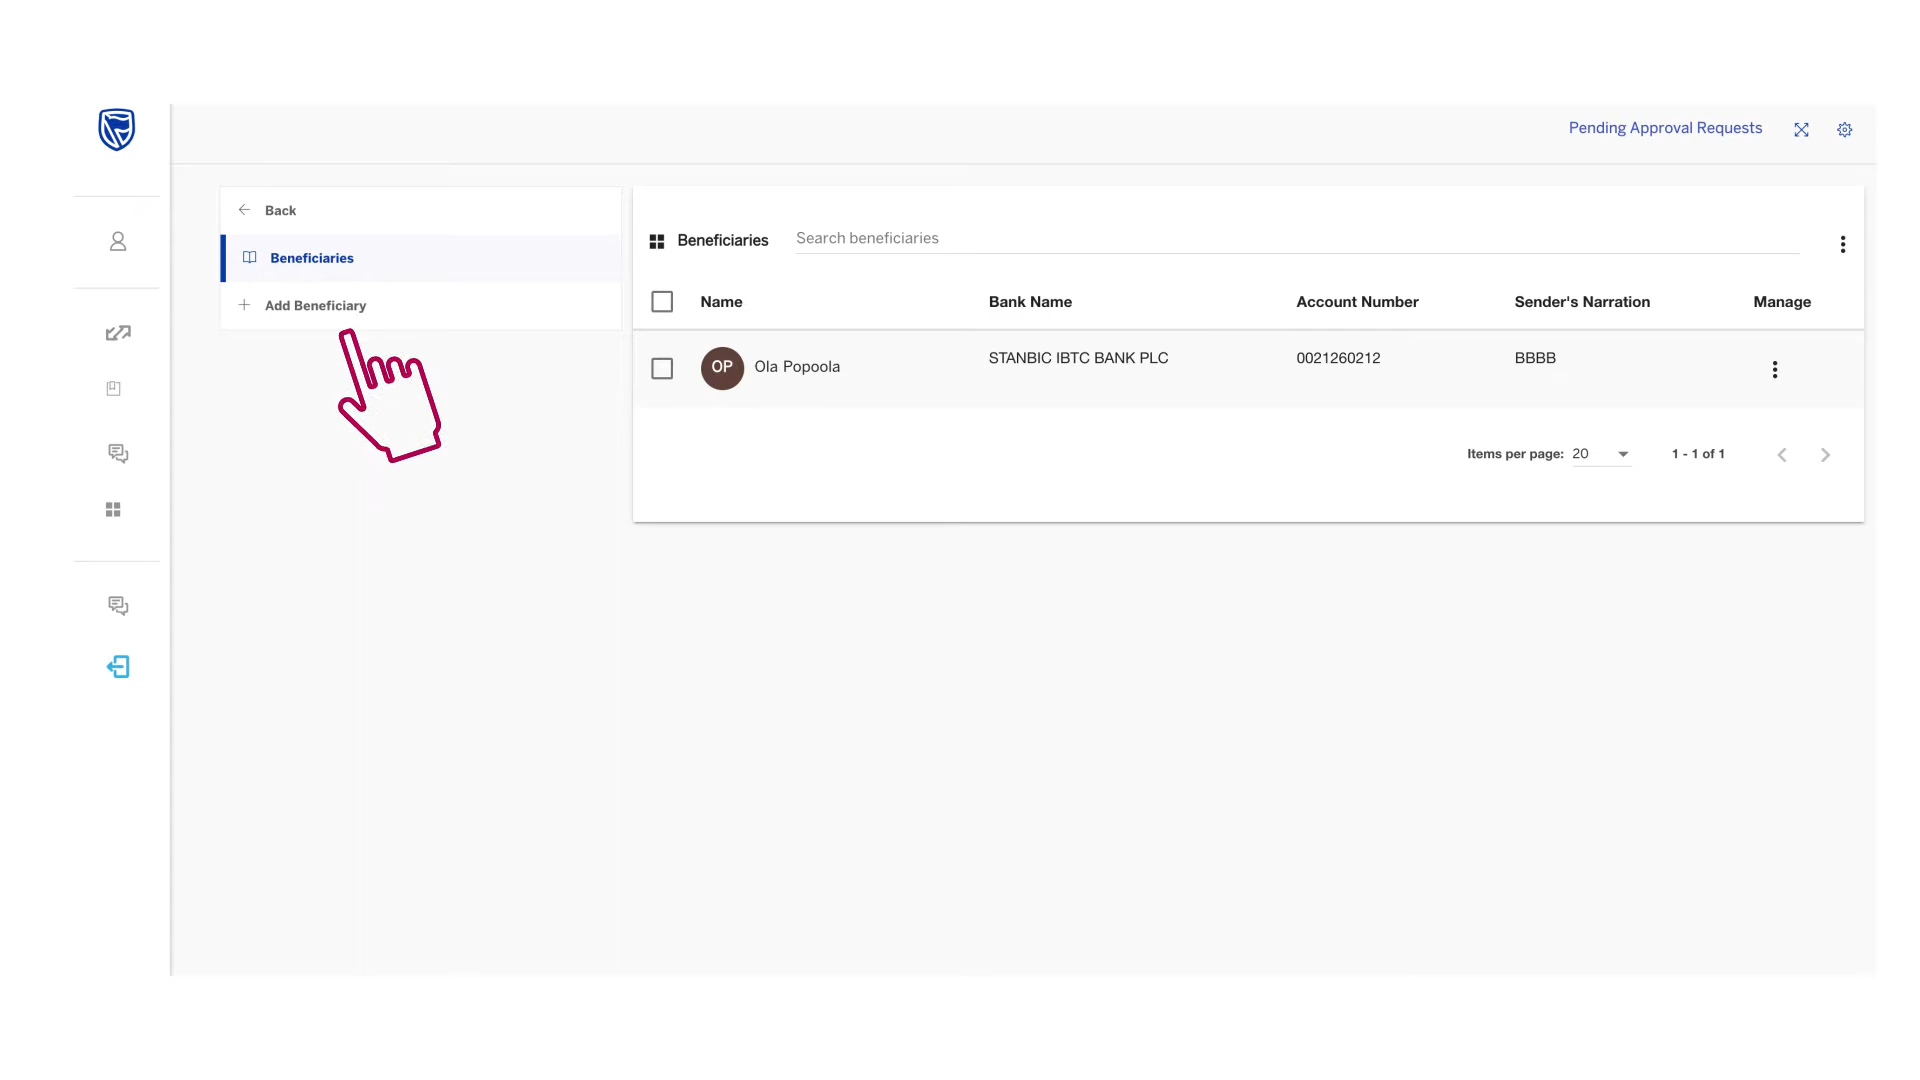 Pending Approval Requests
Back
Beneficiaries
Add Beneficiary
Beneficiaries Search beneficiaries
Name Bank Name Account Number Sender's Narration Manage
OP Ola Popoola STANBIC IBTC BANK PLC 0021260212 BBBB
Items per page: 20 1 - 1 of 1